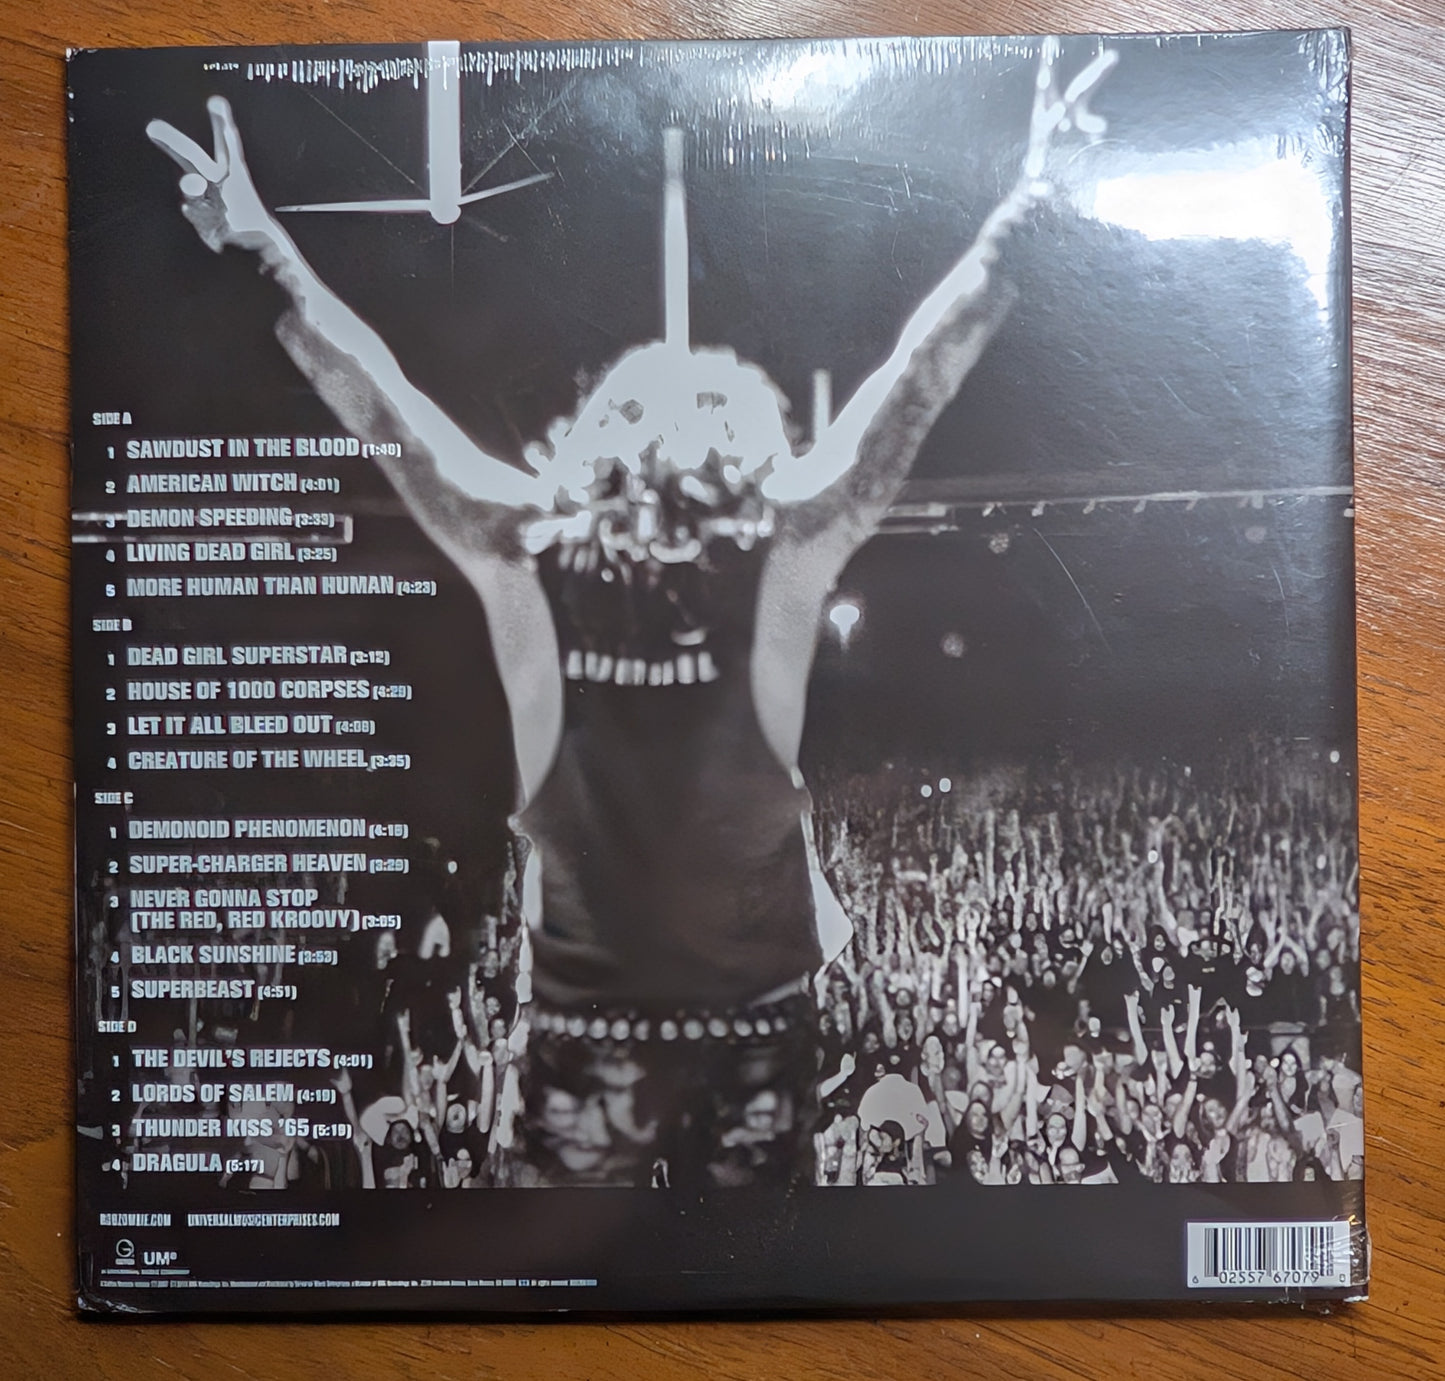 SIDE A
1 SAWDUST IN THE BLOOD (1:40)
2 AMERICAN WITCH (4:01)
3 DEMON SPEEDING (3:33)
4 LIVING DEAD GIRL (3:25)
5 MORE HUMAN THAN HUMAN (4:23)
SIDE B
1 DEAD GIRL SUPERSTAR (3:12)
2 HOUSE OF 1000 CORPSES (4:29)
3 LET IT ALL BLEED OUT (4:08)
4 CREATURE OF THE WHEEL (3:35)
SIDE C
1 DEMONOID PHENOMENON (4:16)
2 SUPER-CHARGER HEAVEN (3:29)
3 NEVER GONNA STOP
(THE RED, RED KROOVY) (3:05)
4 BLACK SUNSHINE (3:53)
5 SUPERBEAST (4:51)
SIDE D
1 THE DEVIL'S REJECTS (4:01)
2 LORDS OF SALEM (4:19)
3 THUNDER KISS '65 (5:19)
4 DRAGULA (5:17)
ROBZOMBIE.COM UNIVERSALMUSICENTERPRISES.COM
G UMe
6 02557 67079 0